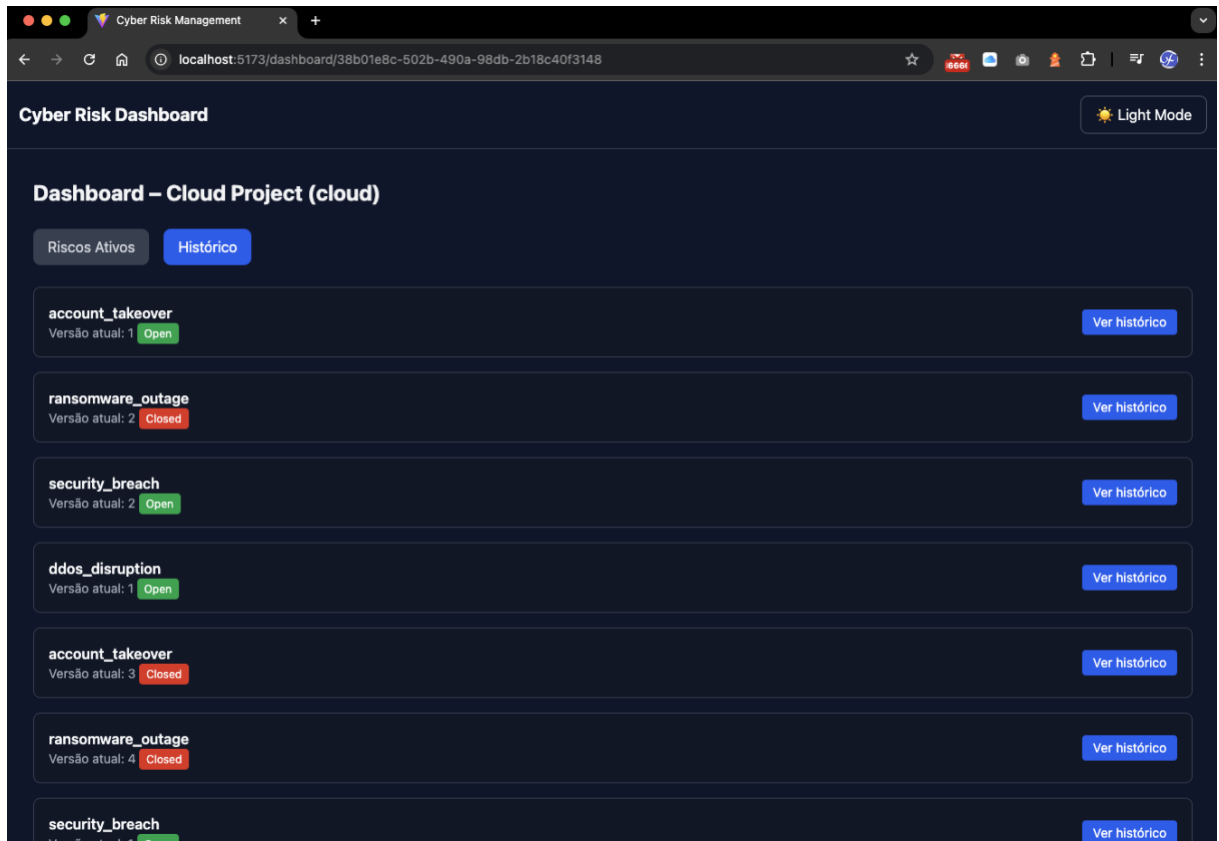 Cyber Risk Management
localhost:5173/dashboard/38b01e8c-502b-490a-98db-2b18c40f3148
Cyber Risk Dashboard
Light Mode
Dashboard – Cloud Project (cloud)
Riscos Ativos
Histórico
account_takeover
Versão atual: 1 Open
Ver histórico
ransomware_outage
Versão atual: 2 Closed
Ver histórico
security_breach
Versão atual: 2 Open
Ver histórico
ddos_disruption
Versão atual: 1 Open
Ver histórico
account_takeover
Versão atual: 3 Closed
Ver histórico
ransomware_outage
Versão atual: 4 Closed
Ver histórico
security_breach
Ver histórico